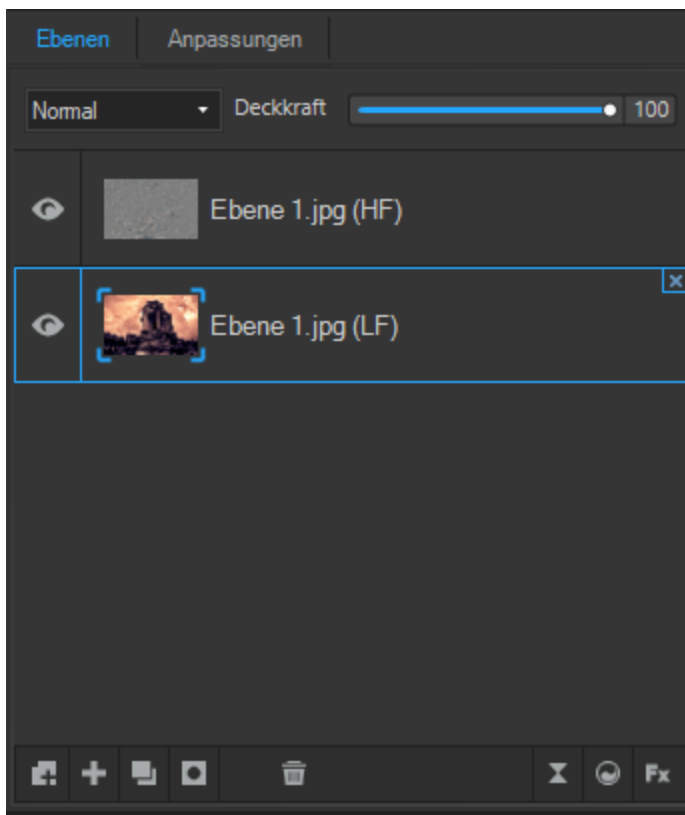 Ebenen Anpassungen
Normal Deckkraft 100
Ebene 1.jpg (HF)
Ebene 1.jpg (LF)
Fx